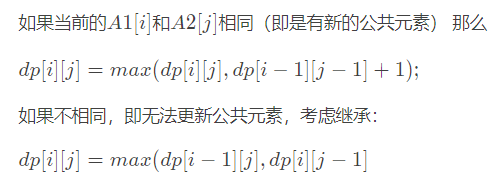 如果当前的A1[i]和A2[j]相同（即是有新的公共元素） 那么
dp[i][j] = max(dp[i][j], dp[i − 1][j − 1] + 1);
如果不相同，即无法更新公共元素，考虑继承：
dp[i][j] = max(dp[i − 1][j], dp[i][j − 1]